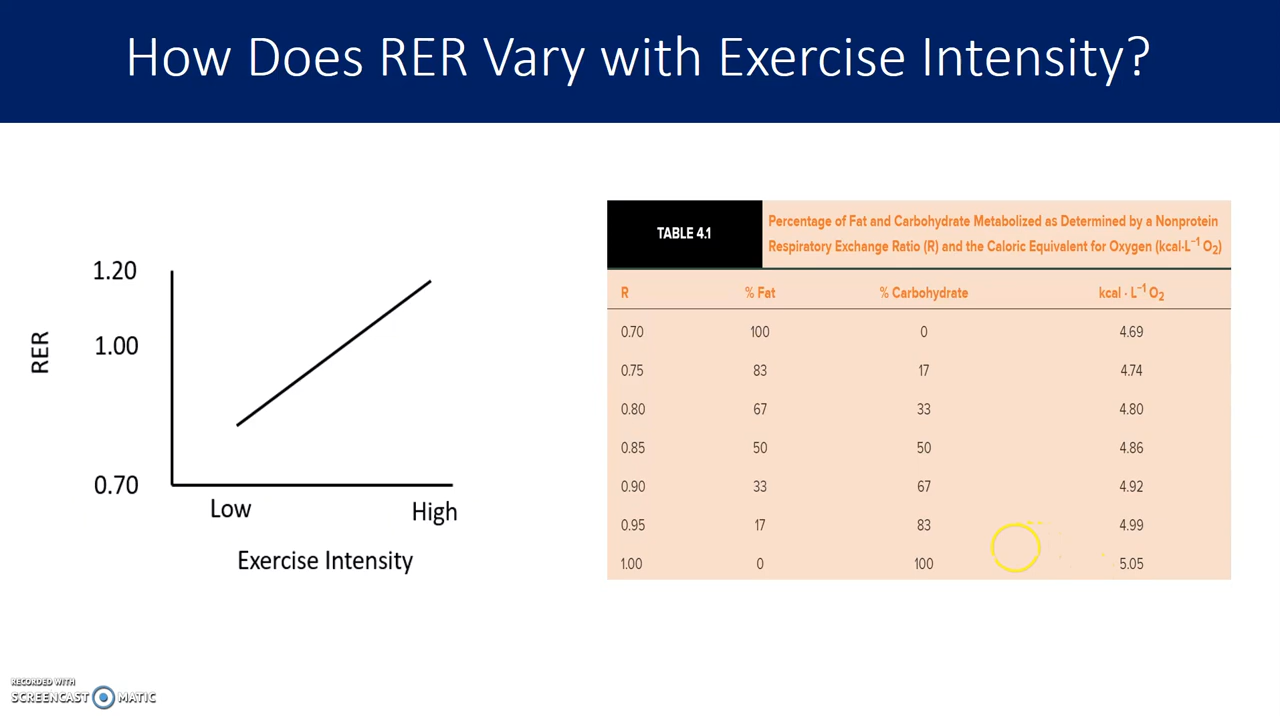 How Does RER Vary with Exercise Intensity?
1.20
1.00
0.70
RER
Low
High
Exercise Intensity
TABLE 4.1
Percentage of Fat and Carbohydrate Metabolized as Determined by a Nonprotein
Respiratory Exchange Ratio (R) and the Caloric Equivalent for Oxygen (kcal·L⁻¹ O₂)
R % Fat % Carbohydrate kcal · L⁻¹ O₂
0.70 100 0 4.69
0.75 83 17 4.74
0.80 67 33 4.80
0.85 50 50 4.86
0.90 33 67 4.92
0.95 17 83 4.99
1.00 0 100 5.05
RECORDED WITH
SCREENCAST MATIC